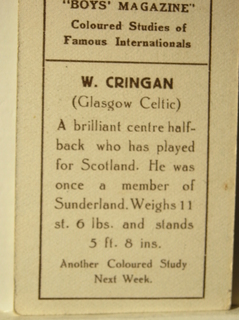 "BOYS' MAGAZINE"
Coloured Studies of
Famous Internationals
W. CRINGAN
(Glasgow Celtic)
A brilliant centre half-
back who has played
for Scotland. He was
once a member of
Sunderland. Weighs 11
st. 6 lbs. and stands
5 ft. 8 ins.
Another Coloured Study
Next Week.